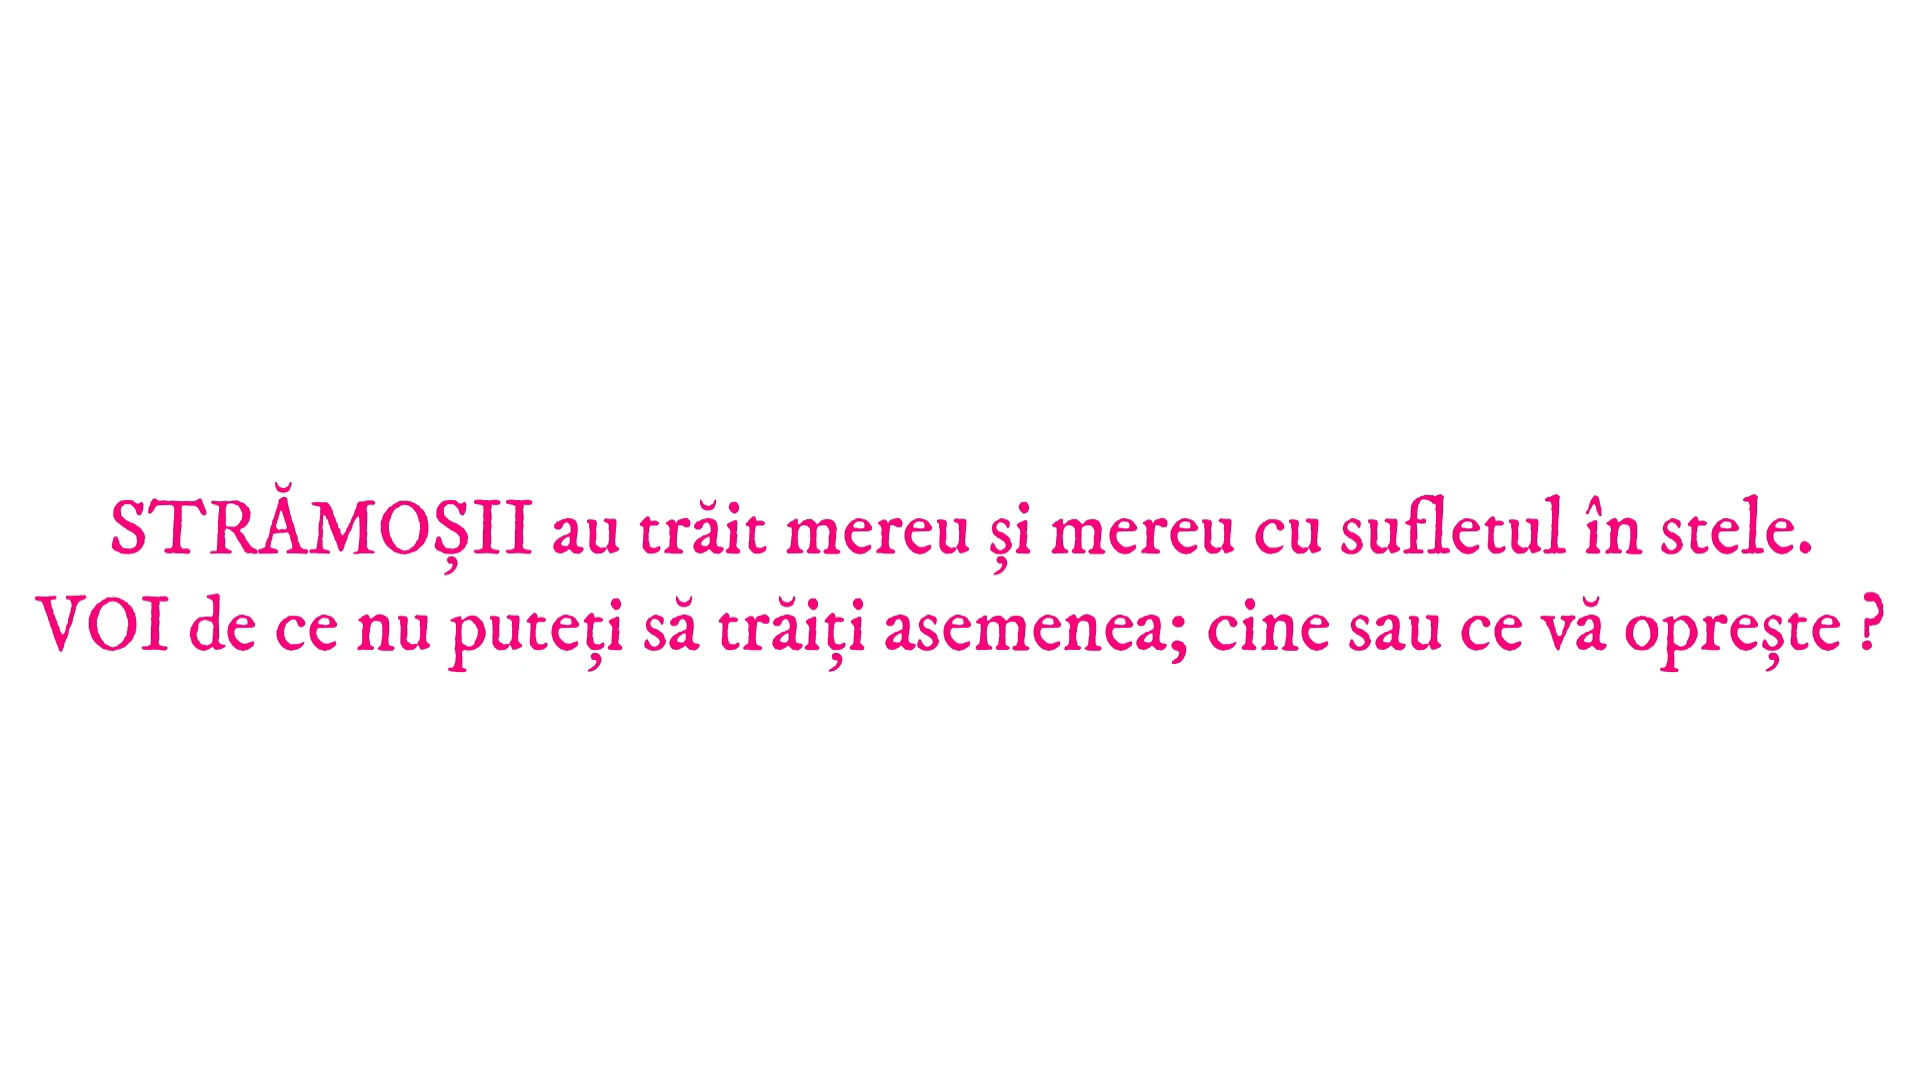 STRĂMOȘII au trăit mereu și mereu cu sufletul în stele.
VOI de ce nu puteți să trăiți asemenea; cine sau ce vă oprește ?